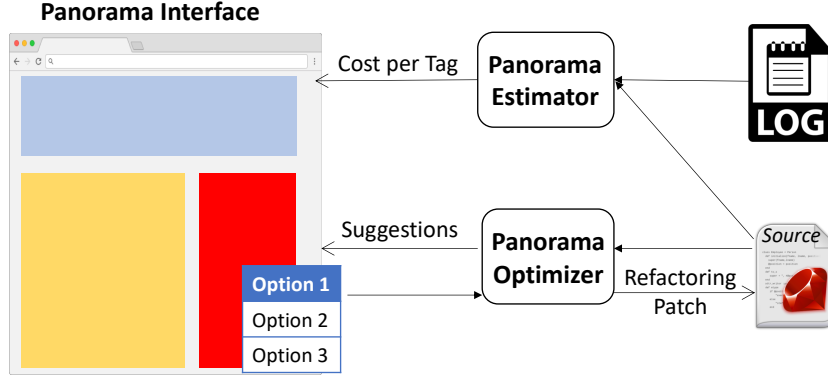 Panorama Interface
Cost per Tag
Panorama
Estimator
LOG
Suggestions
Panorama
Optimizer
Source
Refactoring
Patch
Option 1
Option 2
Option 3